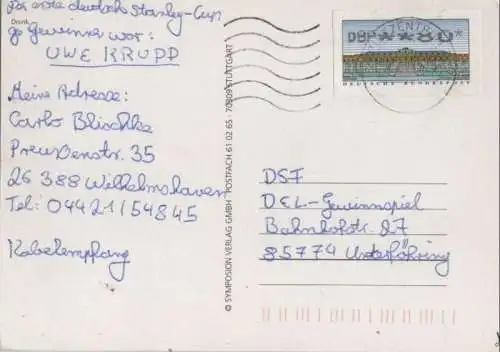 Der erste deutsche Stanley-Cup
Druck:
ge Gewinner war:
UWE KRUPP
Meine Adresse:
Carlo Blischke
Preußenstr. 35
26388 Wilhelmshaven
Tel: 04421/54845
Kabelempfang
© SYMPOSION VERLAG GMBH · POSTFACH 61 02 65 · 70809 STUTTGART
DBP**80*
DEUTSCHE BUNDESPOST
DSF
DEL-Gewinnspiel
Bahnhofstr. 27
85774 Unterföhring